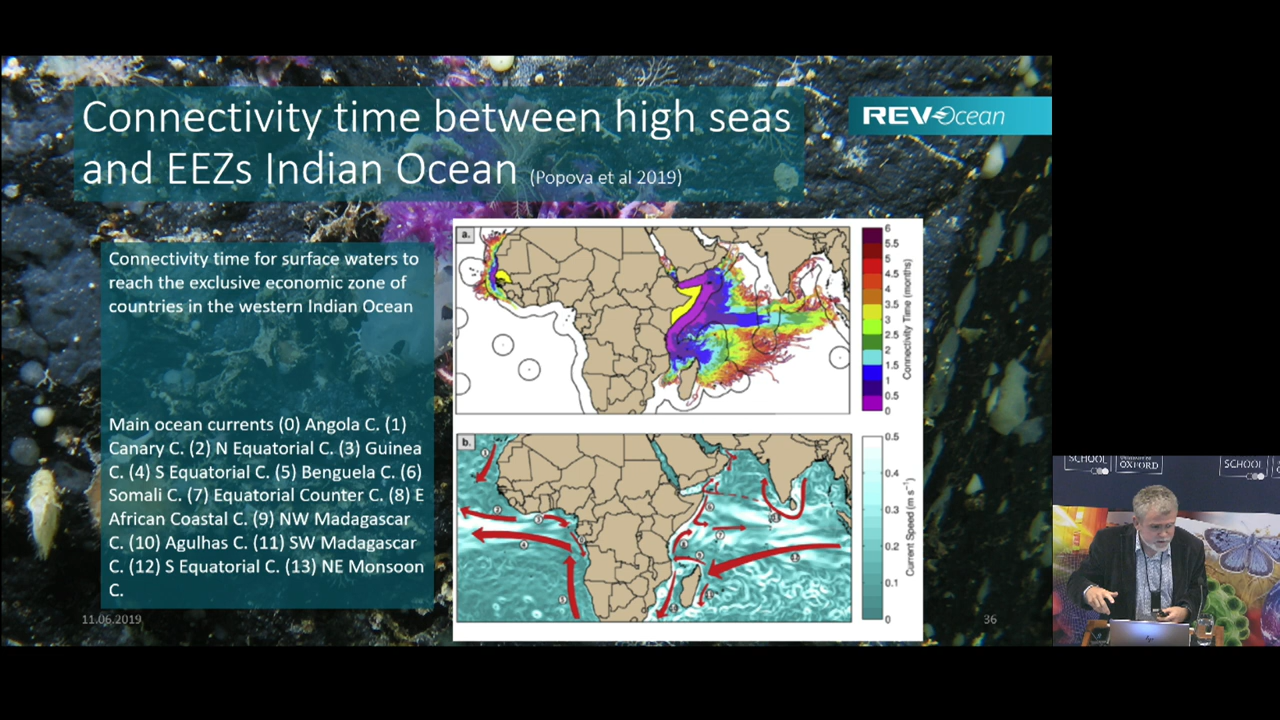 Connectivity time between high seas
and EEZs Indian Ocean (Popova et al 2019)
REV Ocean
Connectivity time for surface waters to
reach the exclusive economic zone of
countries in the western Indian Ocean
Main ocean currents (0) Angola C. (1)
Canary C. (2) N Equatorial C. (3) Guinea
C. (4) S Equatorial C. (5) Benguela C. (6)
Somali C. (7) Equatorial Counter C. (8) E
African Coastal C. (9) NW Madagascar
C. (10) Agulhas C. (11) SW Madagascar
C. (12) S Equatorial C. (13) NE Monsoon
C.
a.
6
5.5
5
4.5
4
3.5
3
2.5
2
1.5
1
0.5
0
Connectivity Time (months)
b.
0.5
0.4
0.3
0.2
0.1
0
Current Speed (m s⁻¹)
11.06.2019
36
SCHOOL
OXFORD
SCHOOL